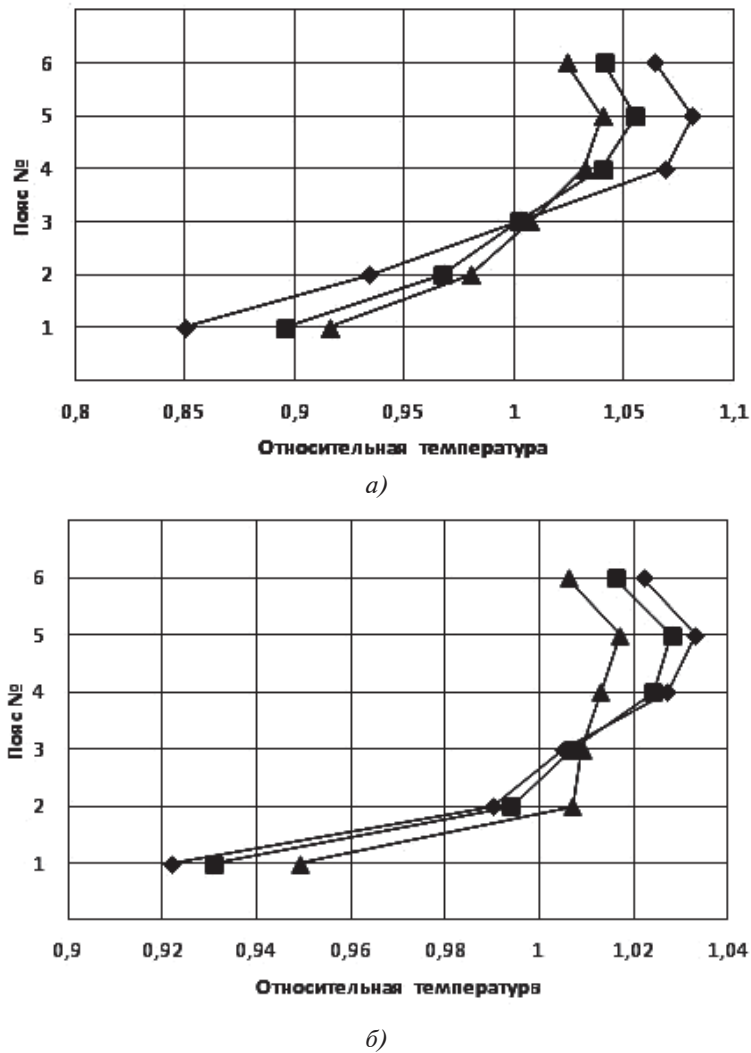 6
5
4
3
2
1
Пояс №
0,8 0,85 0,9 0,95 1 1,05 1,1
Относительная температура
а)
6
5
4
3
2
1
Пояс №
0,9 0,92 0,94 0,96 0,98 1 1,02 1,04
Относительная температурв
б)